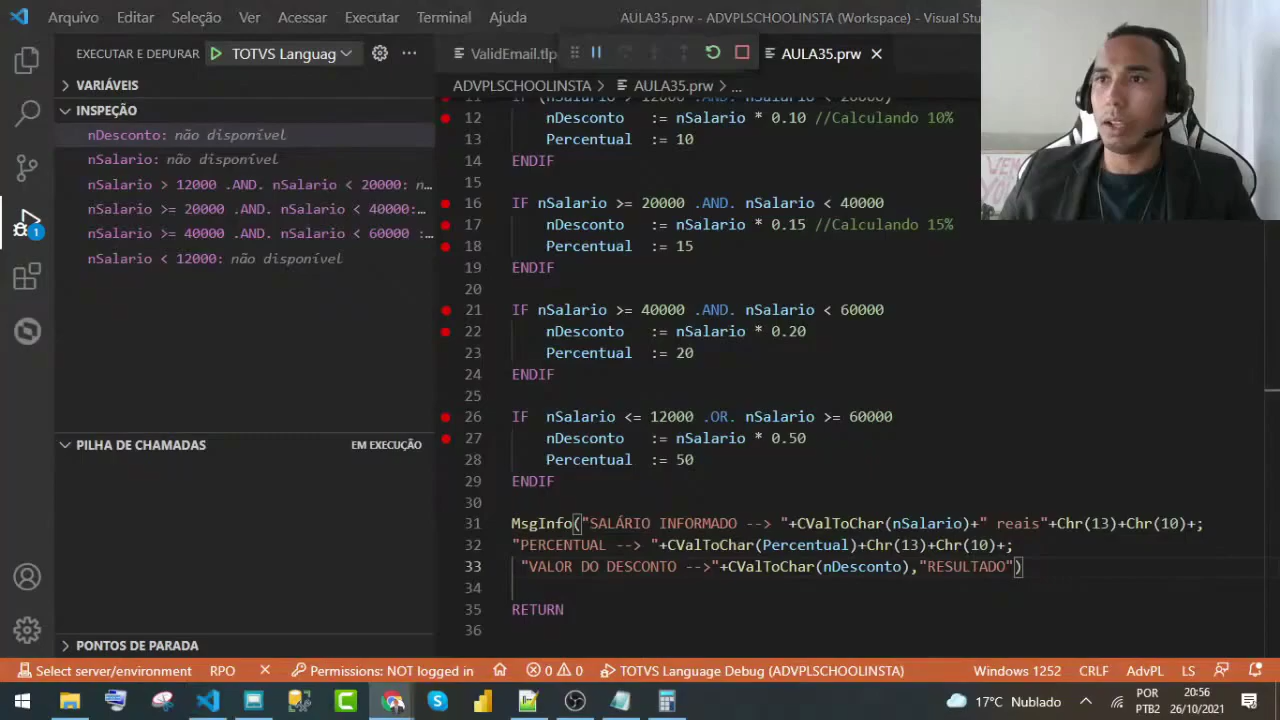 Arquivo Editar Seleção Ver Acessar Executar Terminal Ajuda AULA35.prw - ADVPLSCHOOLINSTA (Workspace) - Visual Stu
EXECUTAR E DEPURAR TOTVS Languag
ValidEmail.tlp AULA35.prw
ADVPLSCHOOLINSTA > AULA35.prw > ...
VARIÁVEIS
INSPEÇÃO
nDesconto: não disponível
nSalario: não disponível
nSalario > 12000 .AND. nSalario < 20000: n…
nSalario >= 20000 .AND. nSalario < 40000:…
nSalario >= 40000 .AND. nSalario < 60000 :…
nSalario < 12000: não disponível
PILHA DE CHAMADAS EM EXECUÇÃO
PONTOS DE PARADA
11 IF (nSalario > 12000 .AND. nSalario < 20000)
12 nDesconto := nSalario * 0.10 //Calculando 10%
13 Percentual := 10
14 ENDIF
15
16 IF nSalario >= 20000 .AND. nSalario < 40000
17 nDesconto := nSalario * 0.15 //Calculando 15%
18 Percentual := 15
19 ENDIF
20
21 IF nSalario >= 40000 .AND. nSalario < 60000
22 nDesconto := nSalario * 0.20
23 Percentual := 20
24 ENDIF
25
26 IF nSalario <= 12000 .OR. nSalario >= 60000
27 nDesconto := nSalario * 0.50
28 Percentual := 50
29 ENDIF
30
31 MsgInfo("SALÁRIO INFORMADO --> "+CValToChar(nSalario)+" reais"+Chr(13)+Chr(10)+;
32 "PERCENTUAL --> "+CValToChar(Percentual)+Chr(13)+Chr(10)+;
33 "VALOR DO DESCONTO -->"+CValToChar(nDesconto),"RESULTADO")
34
35 RETURN
36
1
Select server/environment RPO Permissions: NOT logged in 0 0 TOTVS Language Debug (ADVPLSCHOOLINSTA) Windows 1252 CRLF AdvPL LS
17°C Nublado POR PTB2 20:56 26/10/2021